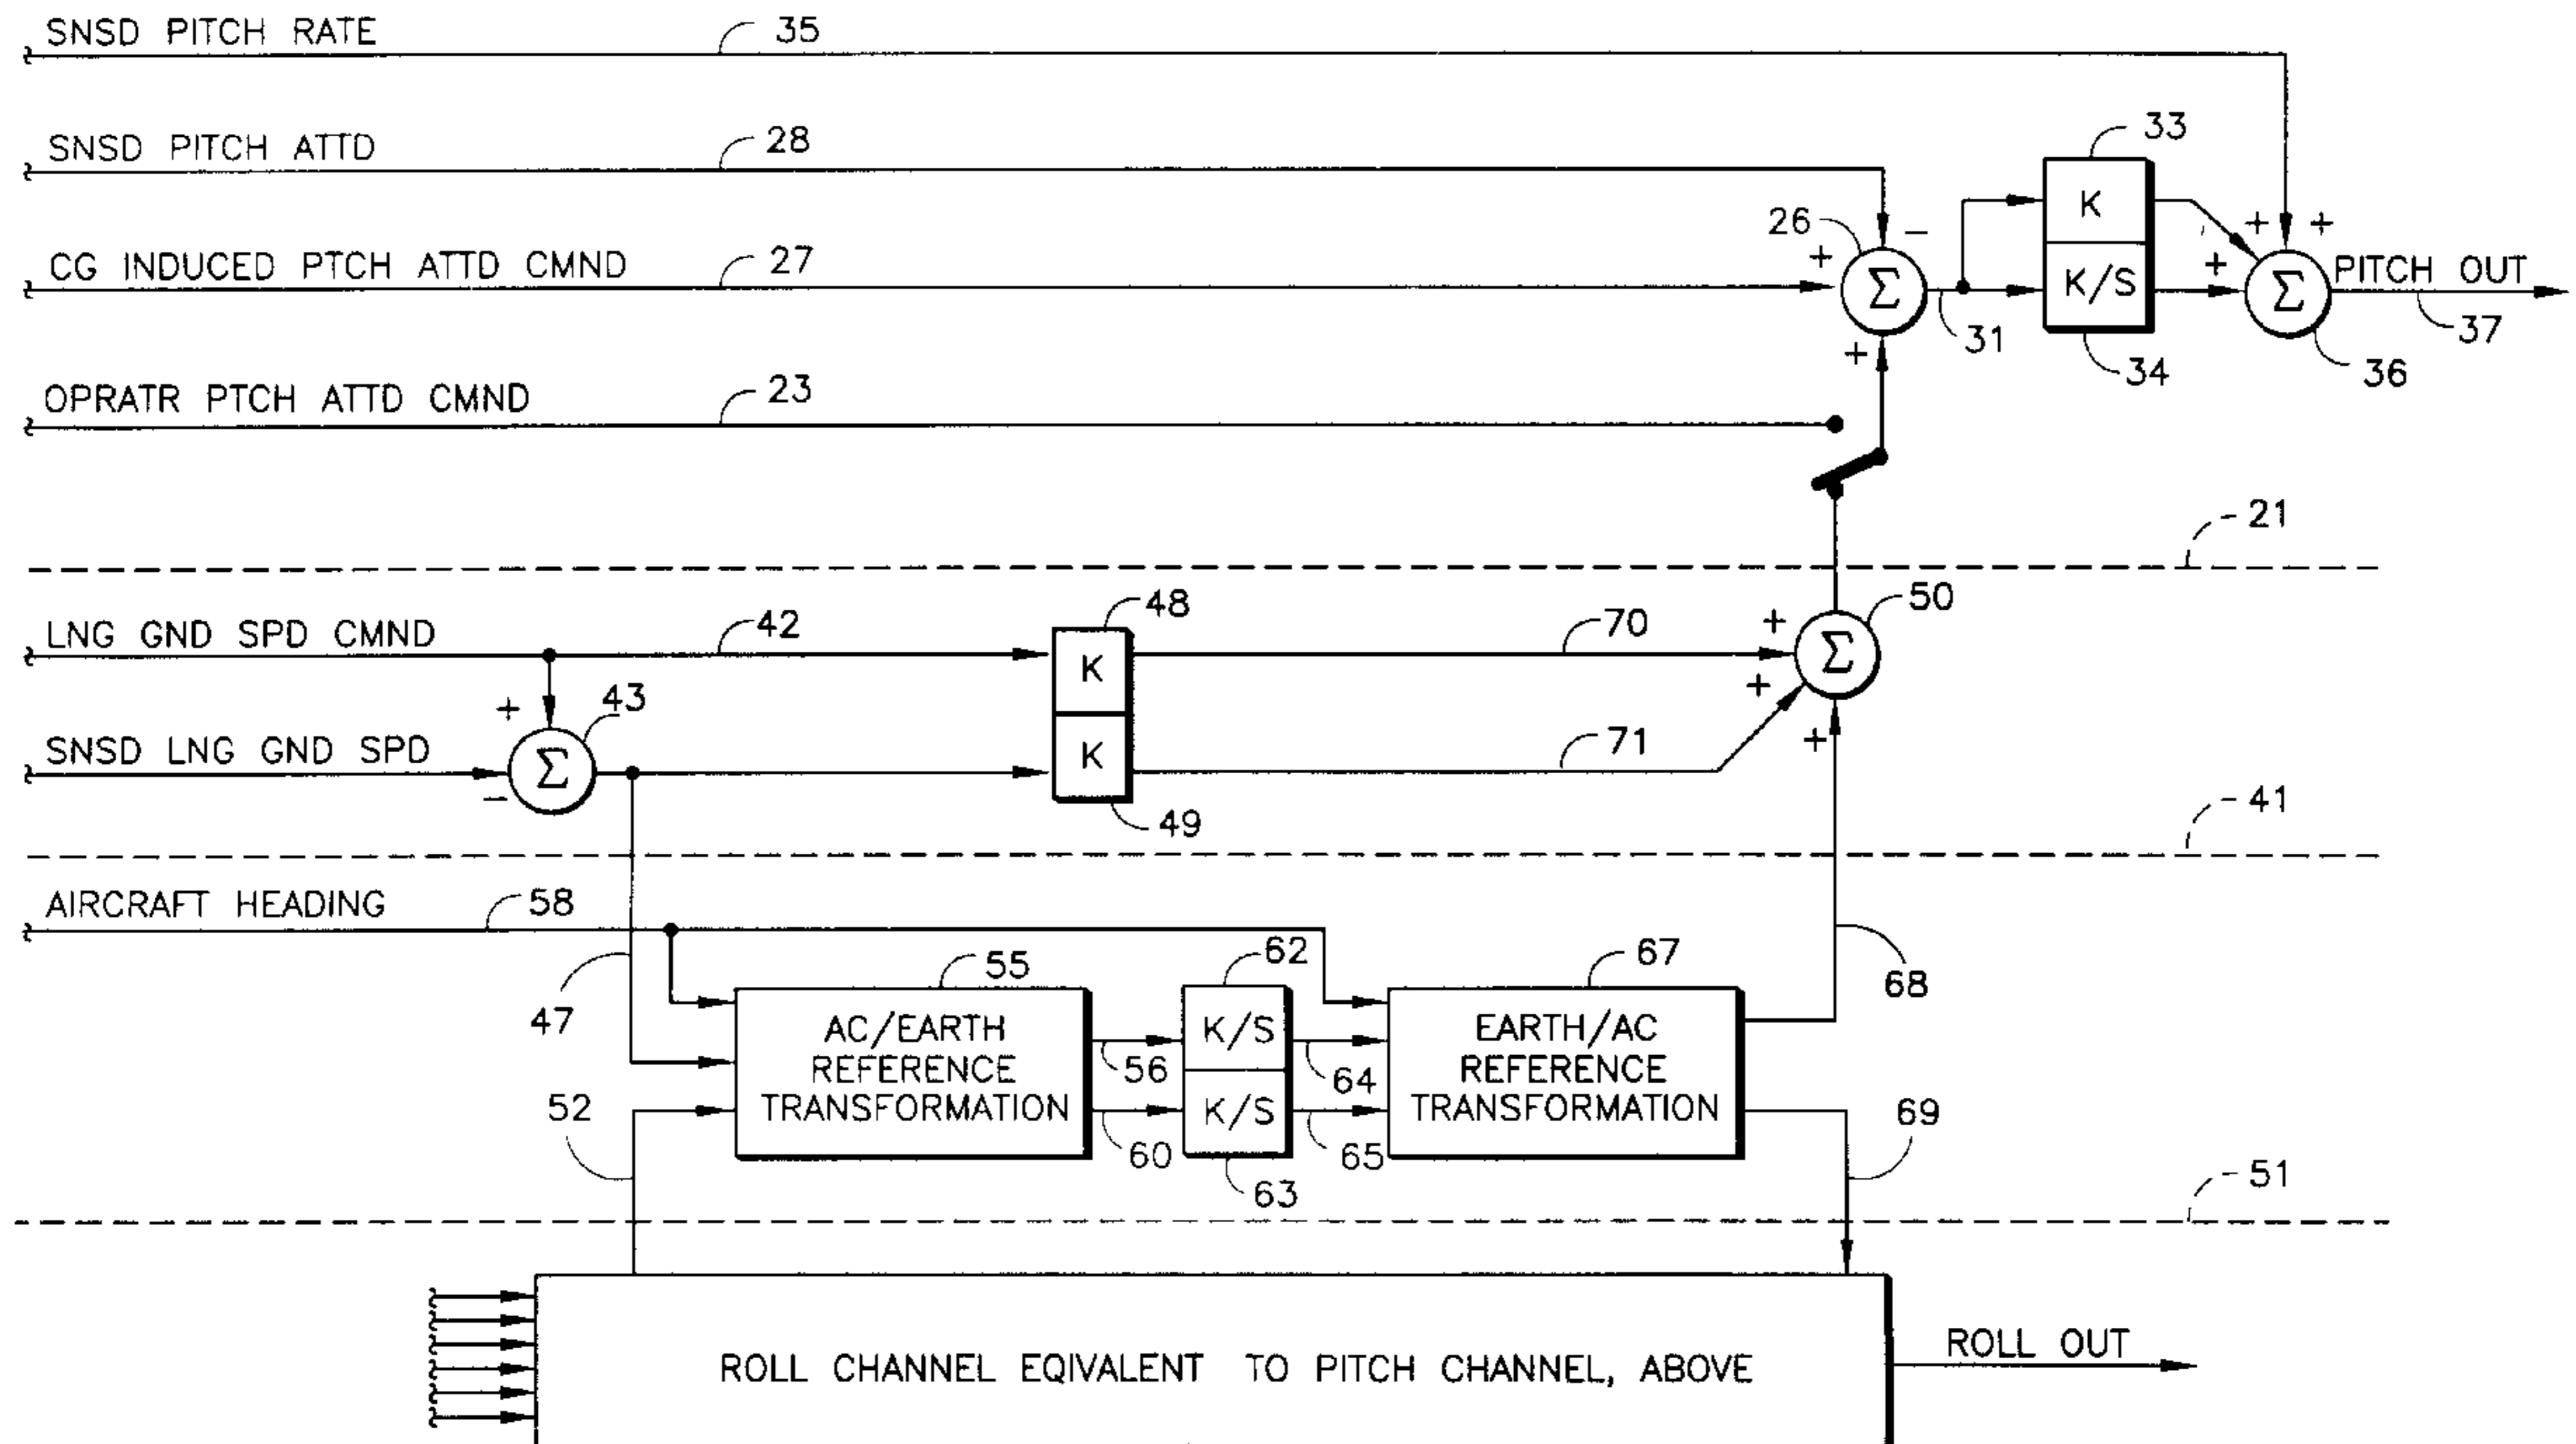 SNSD PITCH RATE
35
SNSD PITCH ATTD
28
33
K
26
−
+
+
+
CG INDUCED PTCH ATTD CMND
27
Σ
K/S
+
Σ
PITCH OUT
31
34
36
37
+
OPRATR PTCH ATTD CMND
23
21
LNG GND SPD CMND
42
48
K
70
+
50
Σ
+
43
+
SNSD LNG GND SPD
−
Σ
K
71
+
49
41
AIRCRAFT HEADING
58
47
55
62
67
68
AC/EARTH
REFERENCE
TRANSFORMATION
K/S
EARTH/AC
REFERENCE
TRANSFORMATION
56
64
52
K/S
69
60
65
63
51
ROLL CHANNEL EQIVALENT TO PITCH CHANNEL, ABOVE
ROLL OUT